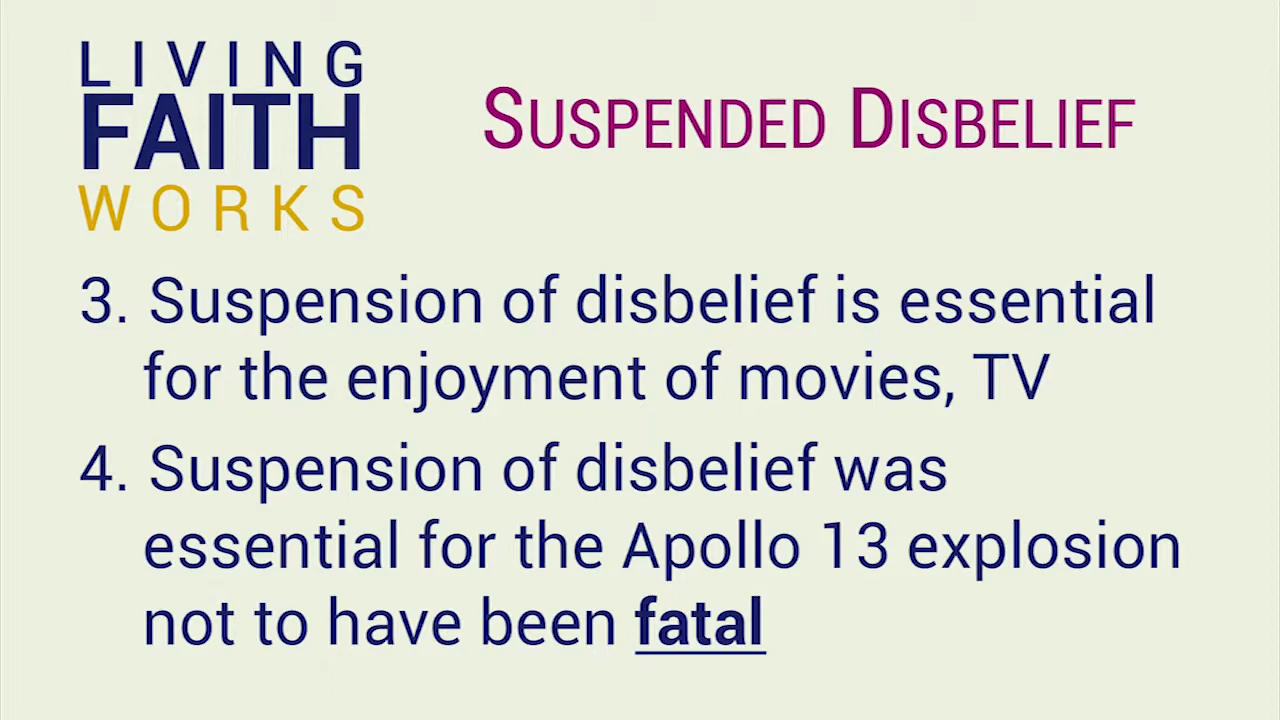 LIVING
FAITH
WORKS
SUSPENDED DISBELIEF
3. Suspension of disbelief is essential
for the enjoyment of movies, TV
4. Suspension of disbelief was
essential for the Apollo 13 explosion
not to have been fatal